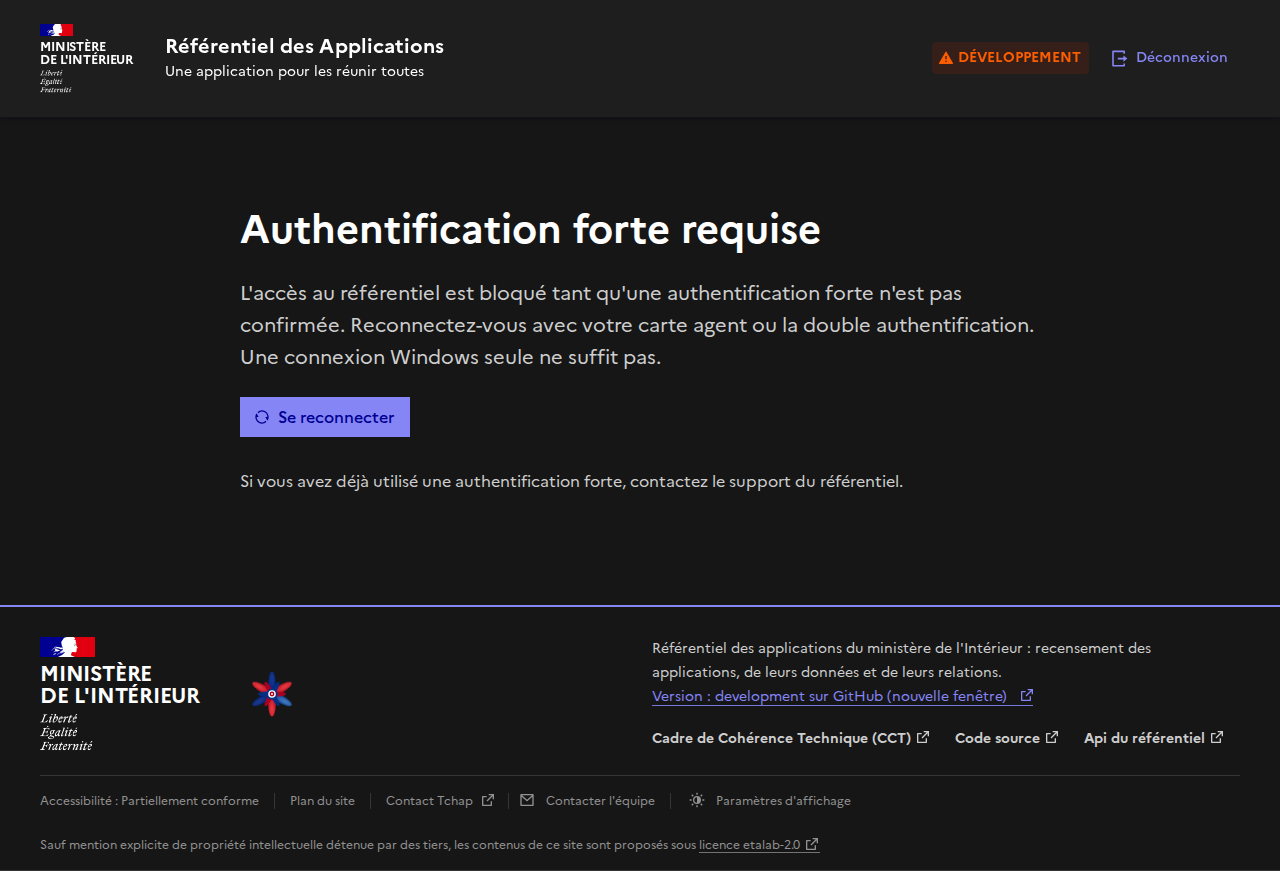 MINISTÈRE
DE L'INTÉRIEUR
Liberté
Égalité
Fraternité
Référentiel des Applications
Une application pour les réunir toutes
DÉVELOPPEMENT
Déconnexion
Authentification forte requise
L'accès au référentiel est bloqué tant qu'une authentification forte n'est pas
confirmée. Reconnectez-vous avec votre carte agent ou la double authentification.
Une connexion Windows seule ne suffit pas.
Se reconnecter
Si vous avez déjà utilisé une authentification forte, contactez le support du référentiel.
MINISTÈRE
DE L'INTÉRIEUR
Liberté
Égalité
Fraternité
Référentiel des applications du ministère de l'Intérieur : recensement des
applications, de leurs données et de leurs relations.
Version : development sur GitHub (nouvelle fenêtre)
Cadre de Cohérence Technique (CCT) Code source Api du référentiel
Accessibilité : Partiellement conforme Plan du site Contact Tchap Contacter l'équipe Paramètres d'affichage
Sauf mention explicite de propriété intellectuelle détenue par des tiers, les contenus de ce site sont proposés sous licence etalab-2.0